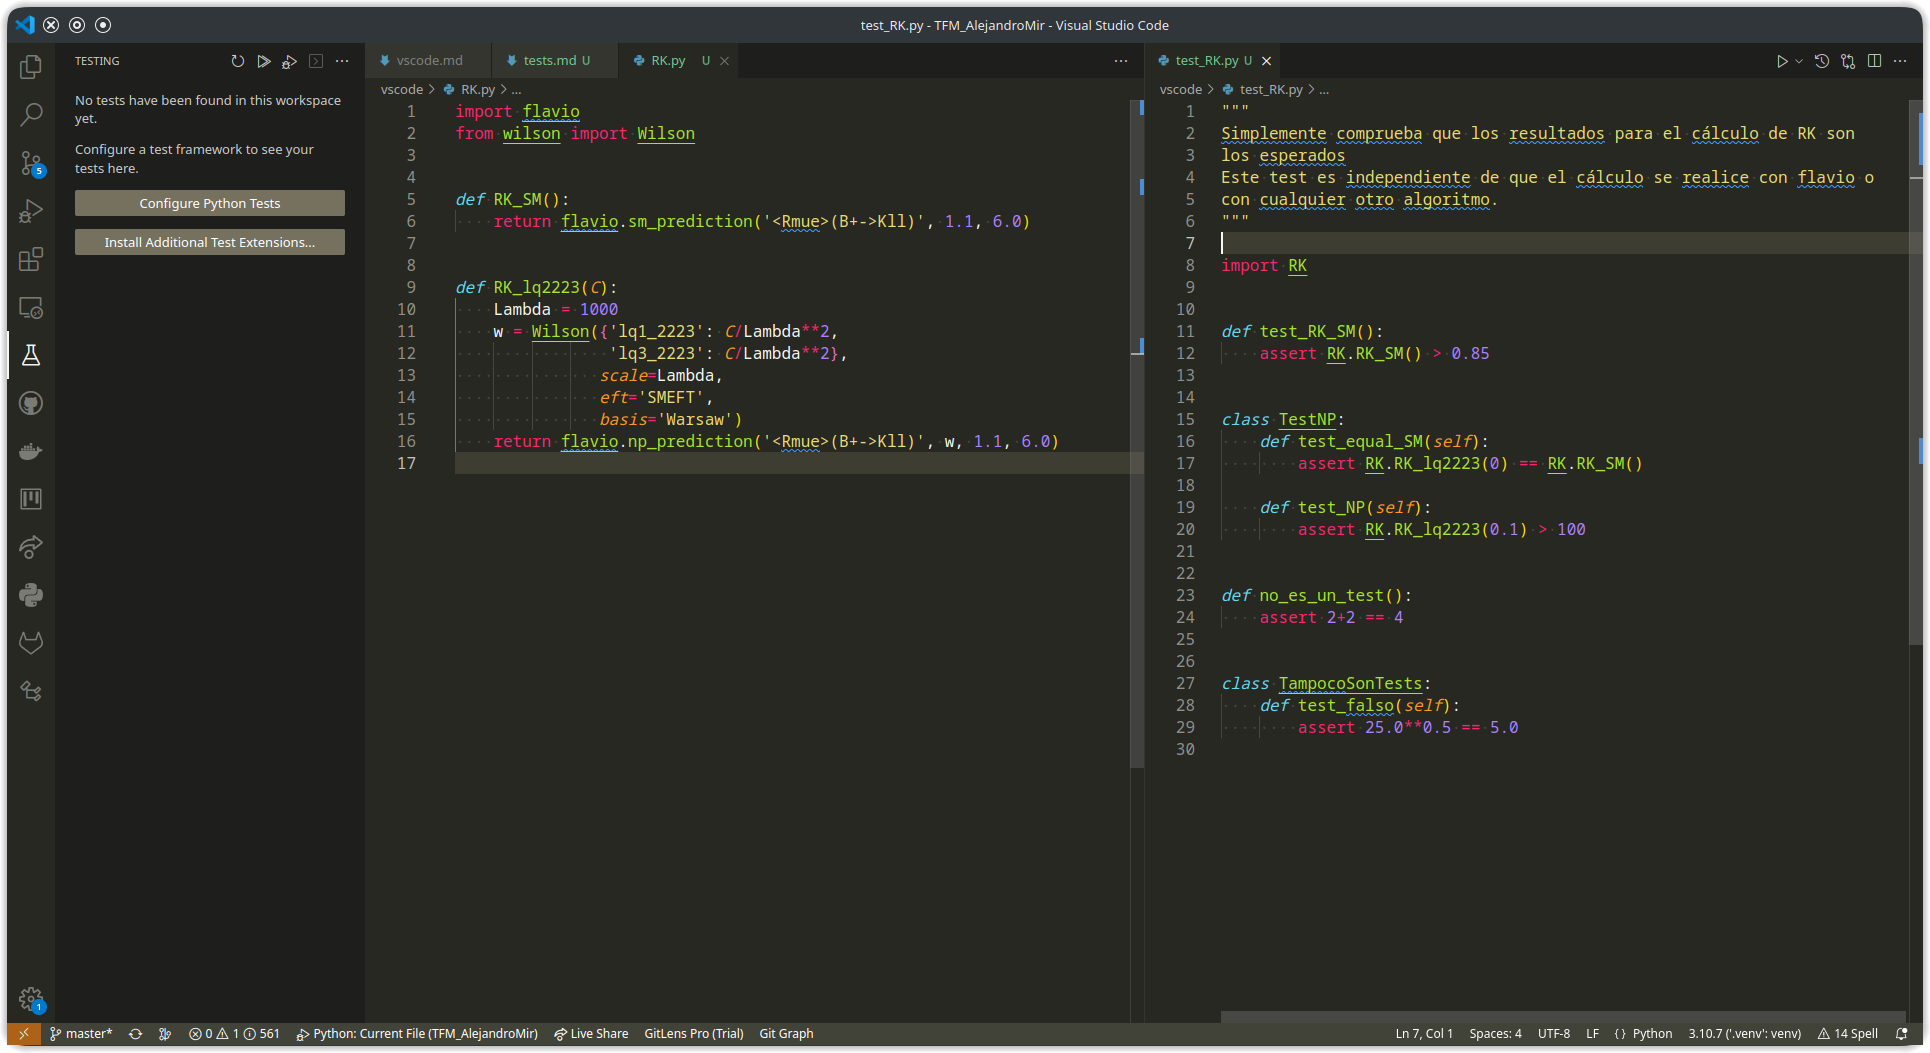 test_RK.py - TFM_AlejandroMir - Visual Studio Code
TESTING
No tests have been found in this workspace
yet.
Configure a test framework to see your
tests here.
Configure Python Tests
Install Additional Test Extensions...
5
1
vscode.md
tests.md U
RK.py U
vscode > RK.py > ...
1 import flavio
2 from wilson import Wilson
3
4
5 def RK_SM():
6     return flavio.sm_prediction('<Rmue>(B+->Kll)', 1.1, 6.0)
7
8
9 def RK_lq2223(C):
10     Lambda = 1000
11     w = Wilson({'lq1_2223': C/Lambda**2,
12                 'lq3_2223': C/Lambda**2},
13                scale=Lambda,
14                eft='SMEFT',
15                basis='Warsaw')
16     return flavio.np_prediction('<Rmue>(B+->Kll)', w, 1.1, 6.0)
17
test_RK.py U
vscode > test_RK.py > ...
1 """
2 Simplemente comprueba que los resultados para el cálculo de RK son
3 los esperados
4 Este test es independiente de que el cálculo se realice con flavio o
5 con cualquier otro algoritmo.
6 """
7
8 import RK
9
10
11 def test_RK_SM():
12     assert RK.RK_SM() > 0.85
13
14
15 class TestNP:
16     def test_equal_SM(self):
17         assert RK.RK_lq2223(0) == RK.RK_SM()
18
19     def test_NP(self):
20         assert RK.RK_lq2223(0.1) > 100
21
22
23 def no_es_un_test():
24     assert 2+2 == 4
25
26
27 class TampocoSonTests:
28     def test_falso(self):
29         assert 25.0**0.5 == 5.0
30
master* 0 1 561 Python: Current File (TFM_AlejandroMir) Live Share GitLens Pro (Trial) Git Graph Ln 7, Col 1 Spaces: 4 UTF-8 LF {} Python 3.10.7 ('.venv': venv) 14 Spell